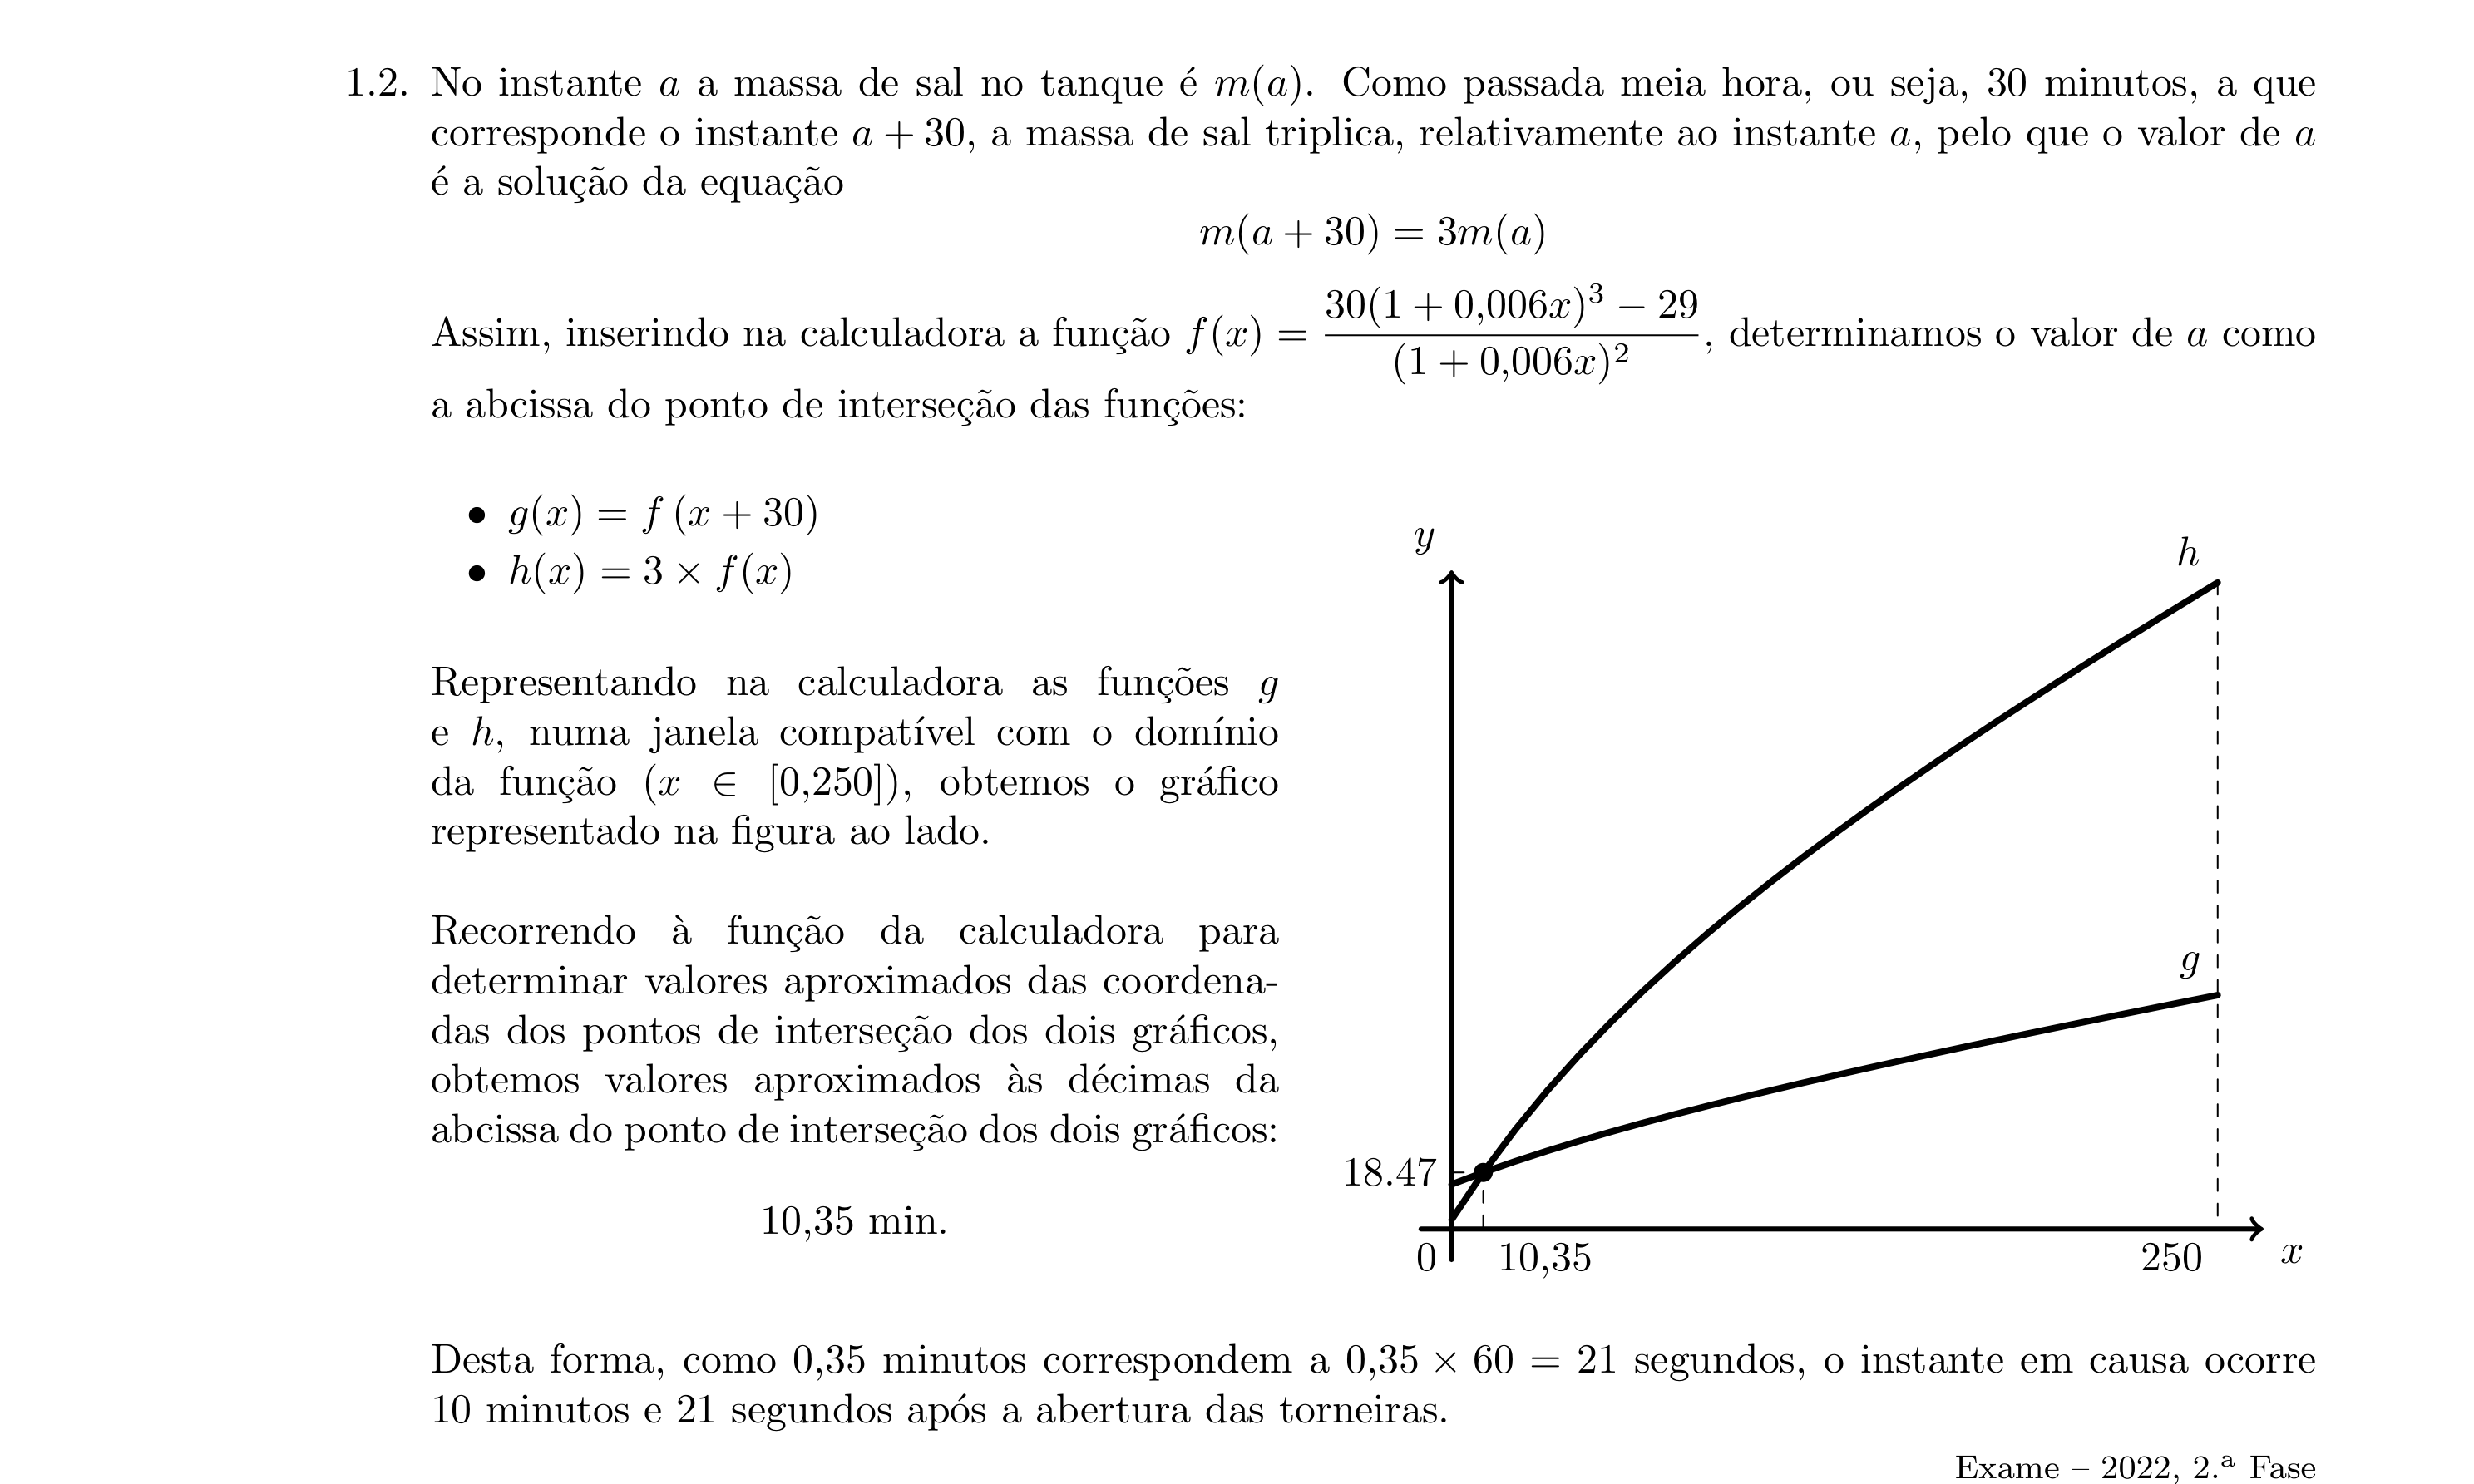 1.2. No instante a a massa de sal no tanque é m(a). Como passada meia hora, ou seja, 30 minutos, a que
corresponde o instante a + 30, a massa de sal triplica, relativamente ao instante a, pelo que o valor de a
é a solução da equação
m(a + 30) = 3m(a)
Assim, inserindo na calculadora a função f(x) = \frac{30(1 + 0,006x)^3 − 29}{(1 + 0,006x)^2}, determinamos o valor de a como
a abcissa do ponto de interseção das funções:
• g(x) = f (x + 30)
• h(x) = 3 × f(x)
Representando na calculadora as funções g
e h, numa janela compatível com o domínio
da função (x ∈ [0,250]), obtemos o gráfico
representado na figura ao lado.
Recorrendo à função da calculadora para
determinar valores aproximados das coordena-
das dos pontos de interseção dos dois gráficos,
obtemos valores aproximados às décimas da
abcissa do ponto de interseção dos dois gráficos:
10,35 min.
y
h
g
18.47
0
10,35
250
x
Desta forma, como 0,35 minutos correspondem a 0,35 × 60 = 21 segundos, o instante em causa ocorre
10 minutos e 21 segundos após a abertura das torneiras.
Exame – 2022, 2.ª Fase